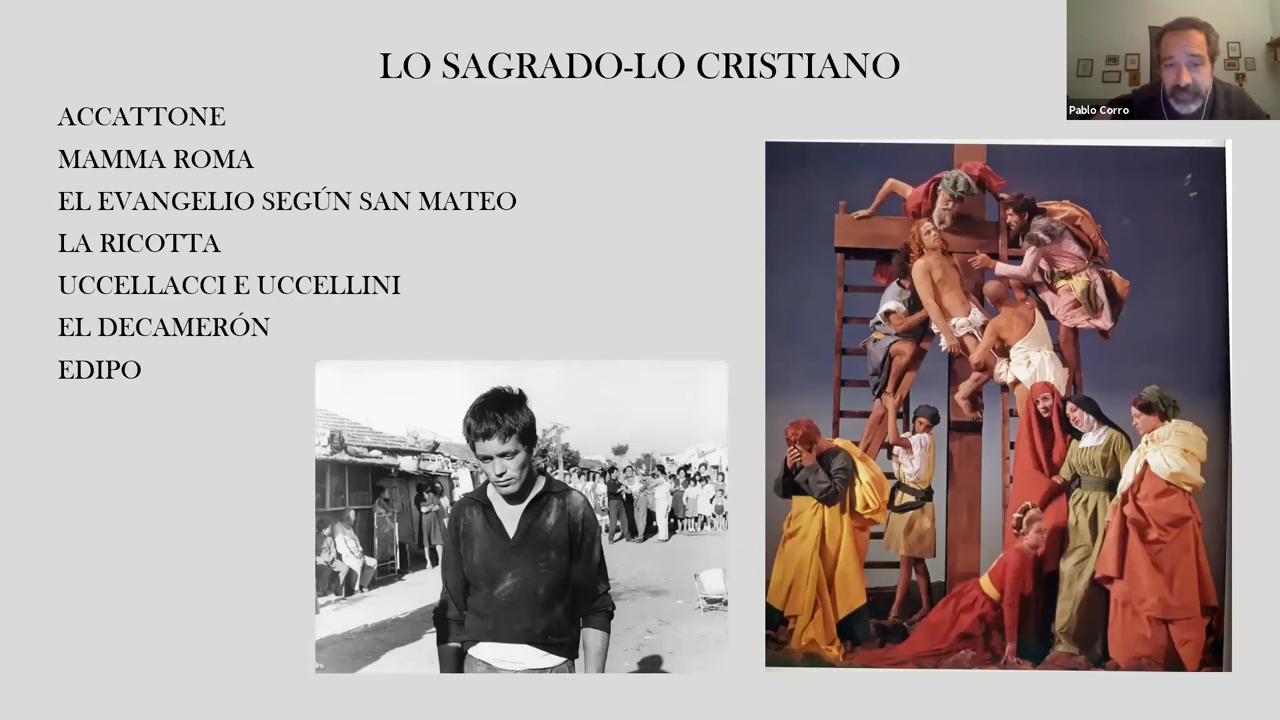 LO SAGRADO-LO CRISTIANO
ACCATTONE
MAMMA ROMA
EL EVANGELIO SEGÚN SAN MATEO
LA RICOTTA
UCCELLACCI E UCCELLINI
EL DECAMERÓN
EDIPO
Pablo Corro